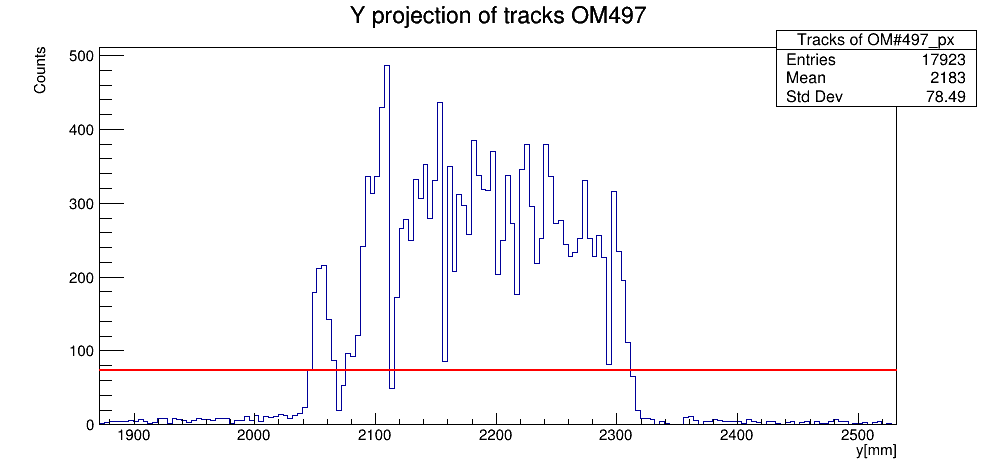 Y projection of tracks OM497
Tracks of OM#497_px
Entries 17923
Mean 2183
Std Dev 78.49
Counts
500
400
300
200
100
0
1900 2000 2100 2200 2300 2400 2500
y[mm]